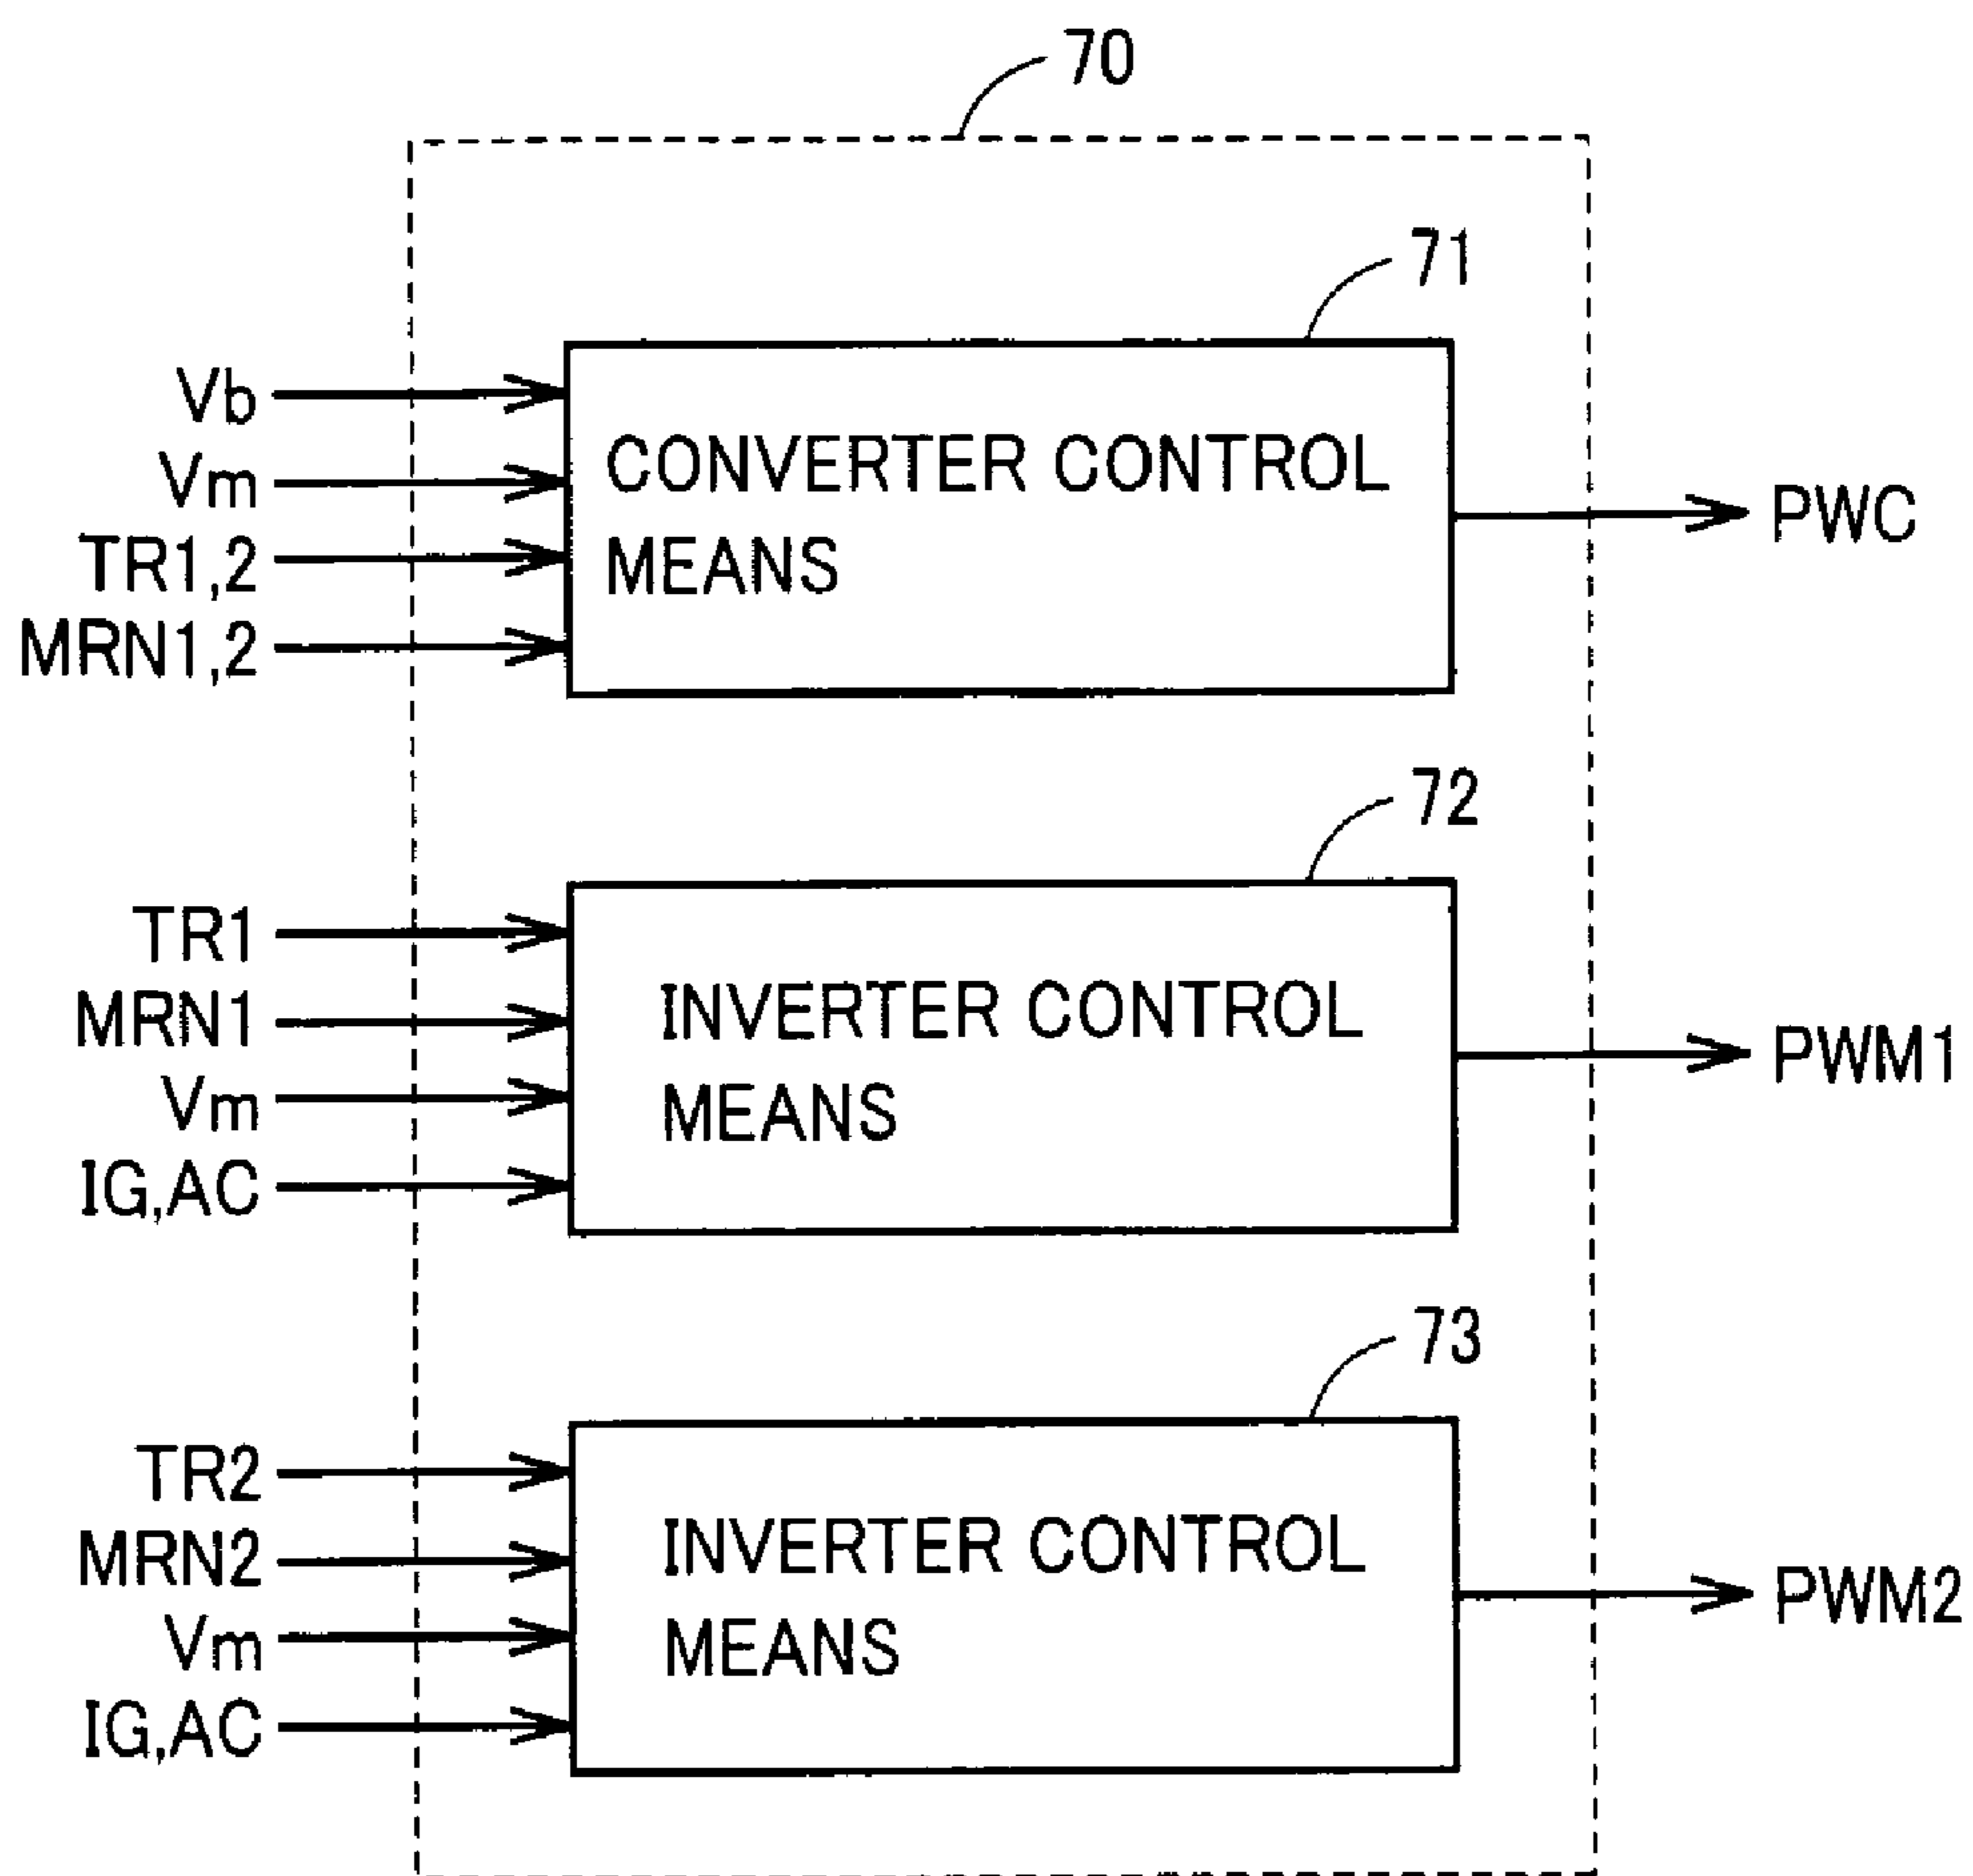 70
71
Vb
Vm
TR1,2
MRN1,2
CONVERTER CONTROL
MEANS
PWC
72
TR1
MRN1
Vm
IG,AC
INVERTER CONTROL
MEANS
PWM1
73
TR2
MRN2
Vm
IG,AC
INVERTER CONTROL
MEANS
PWM2